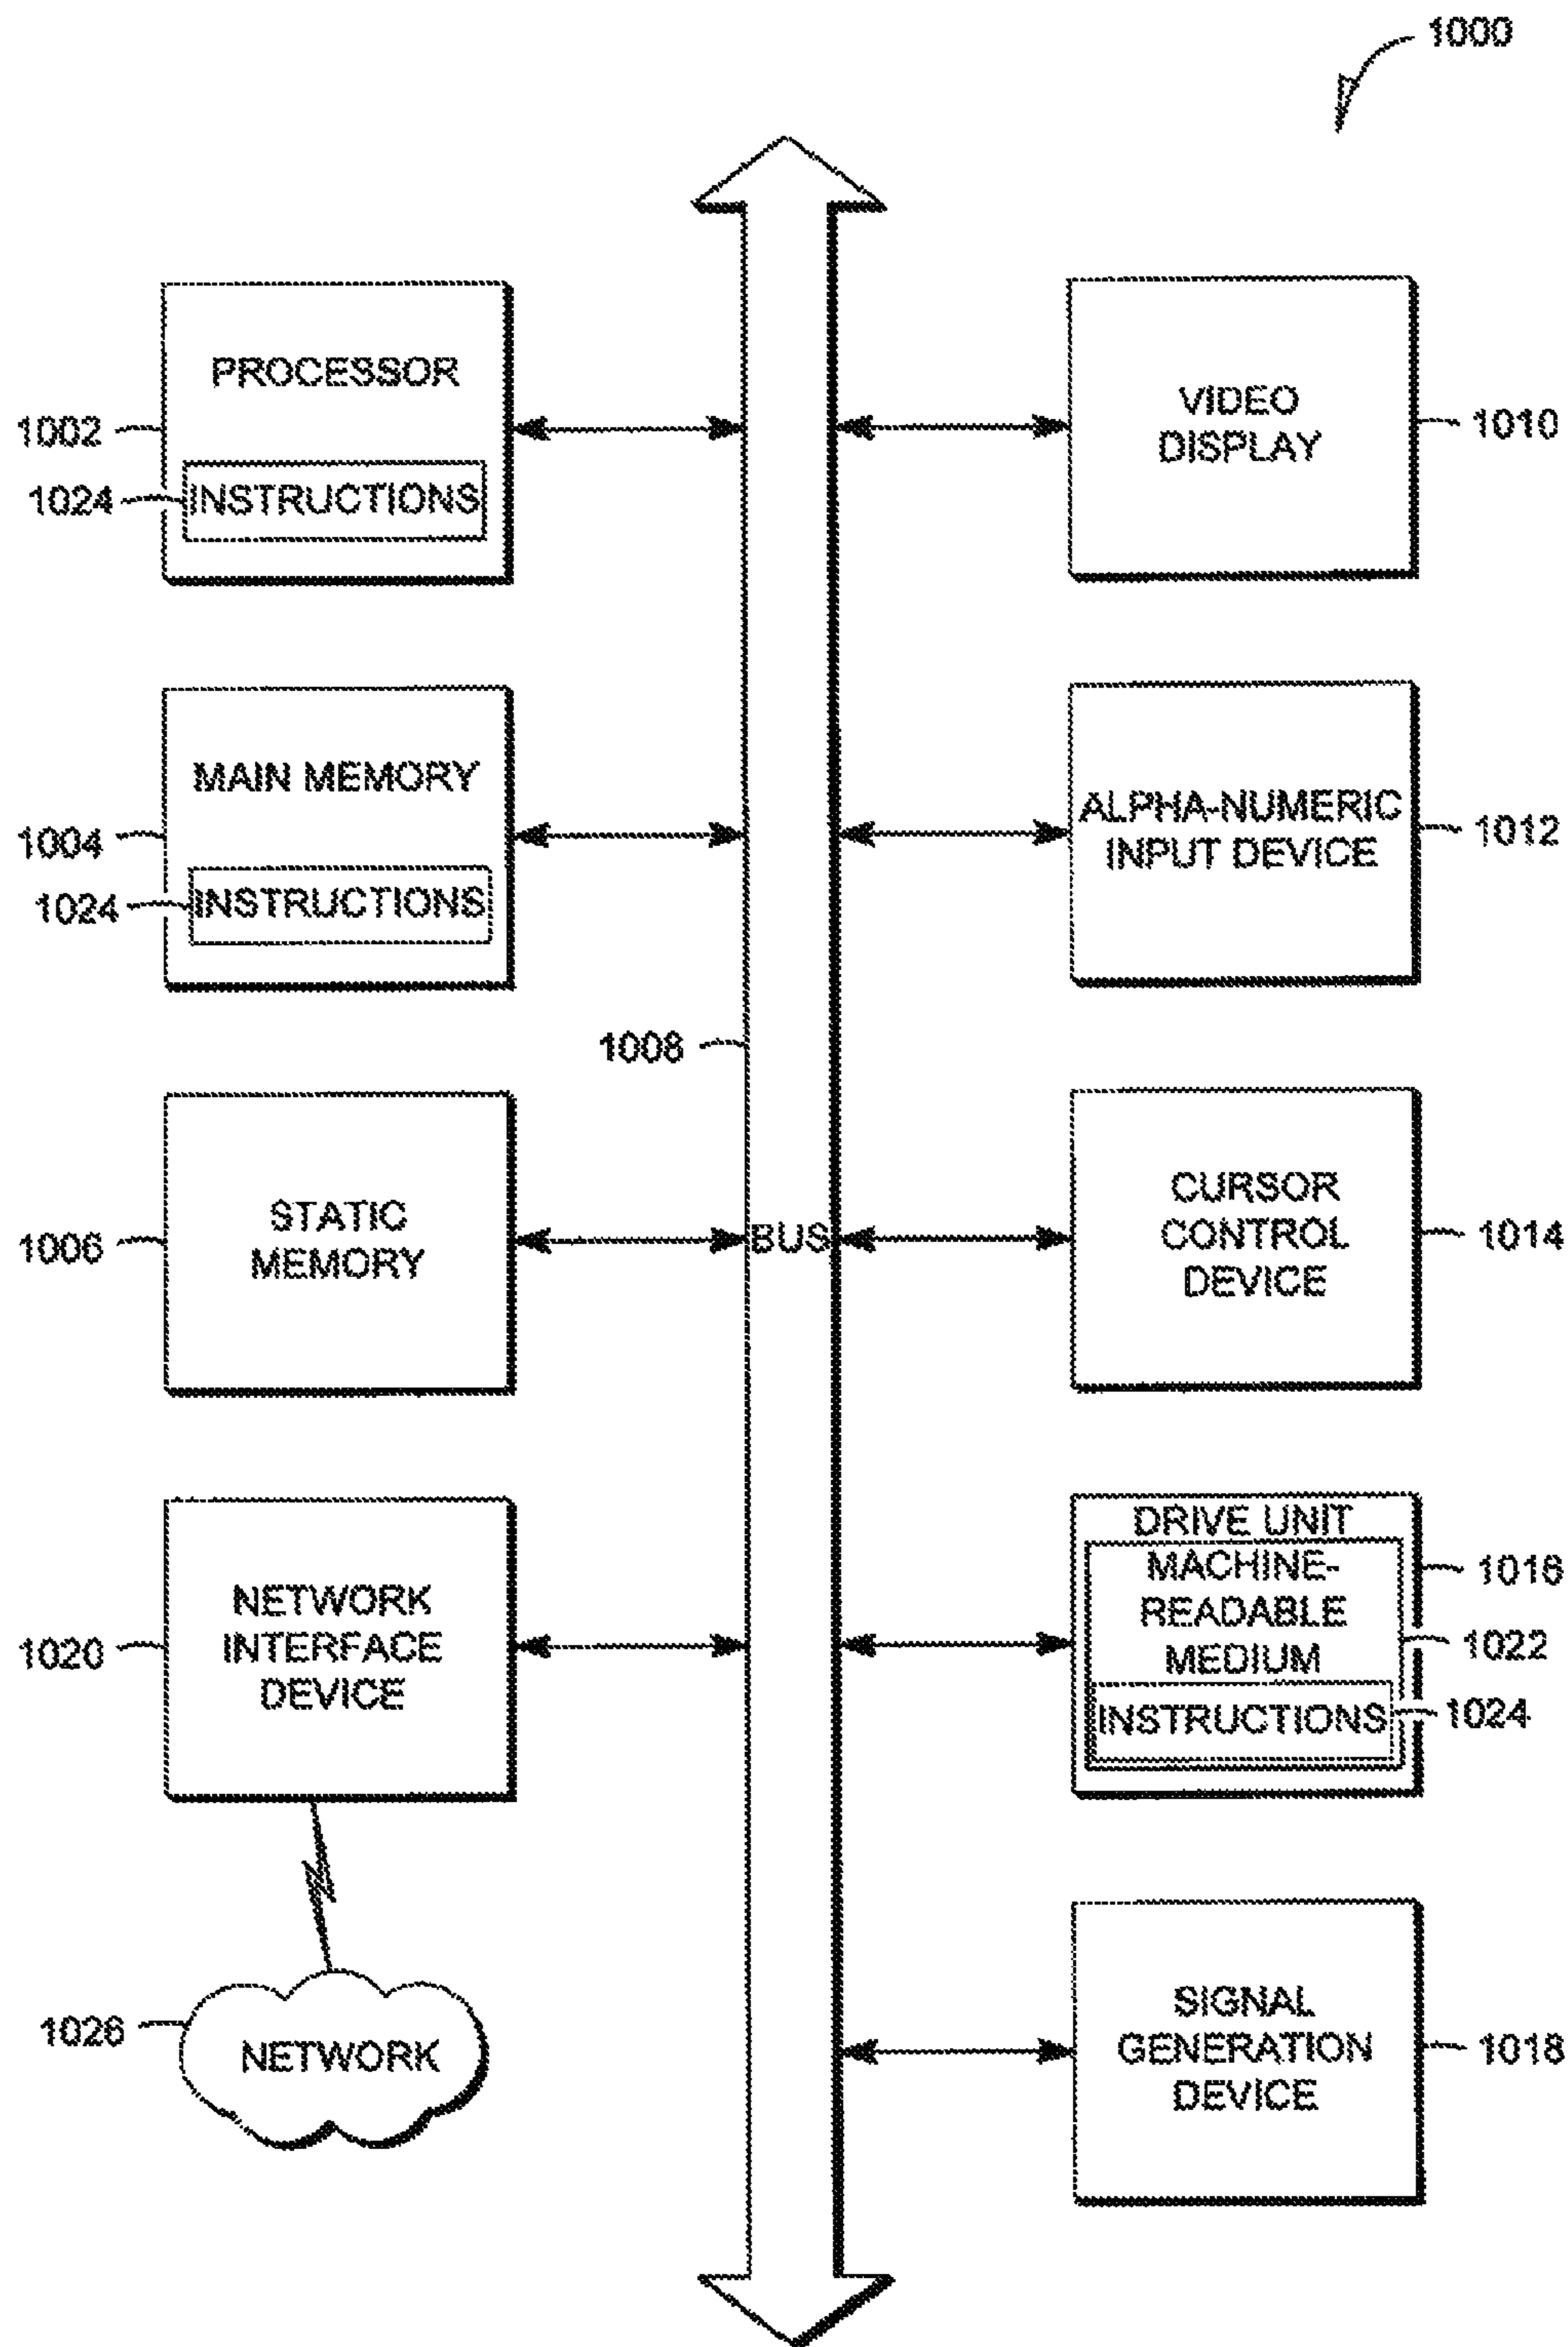 1000
PROCESSOR
1002
1024
INSTRUCTIONS
VIDEO
DISPLAY
1010
MAIN MEMORY
1004
1024
INSTRUCTIONS
ALPHA-NUMERIC
INPUT DEVICE
1012
1008
STATIC
MEMORY
1006
BUS
CURSOR
CONTROL
DEVICE
1014
NETWORK
INTERFACE
DEVICE
1020
DRIVE UNIT
MACHINE-
READABLE
MEDIUM
INSTRUCTIONS
1016
1022
1024
1026
NETWORK
SIGNAL
GENERATION
DEVICE
1018